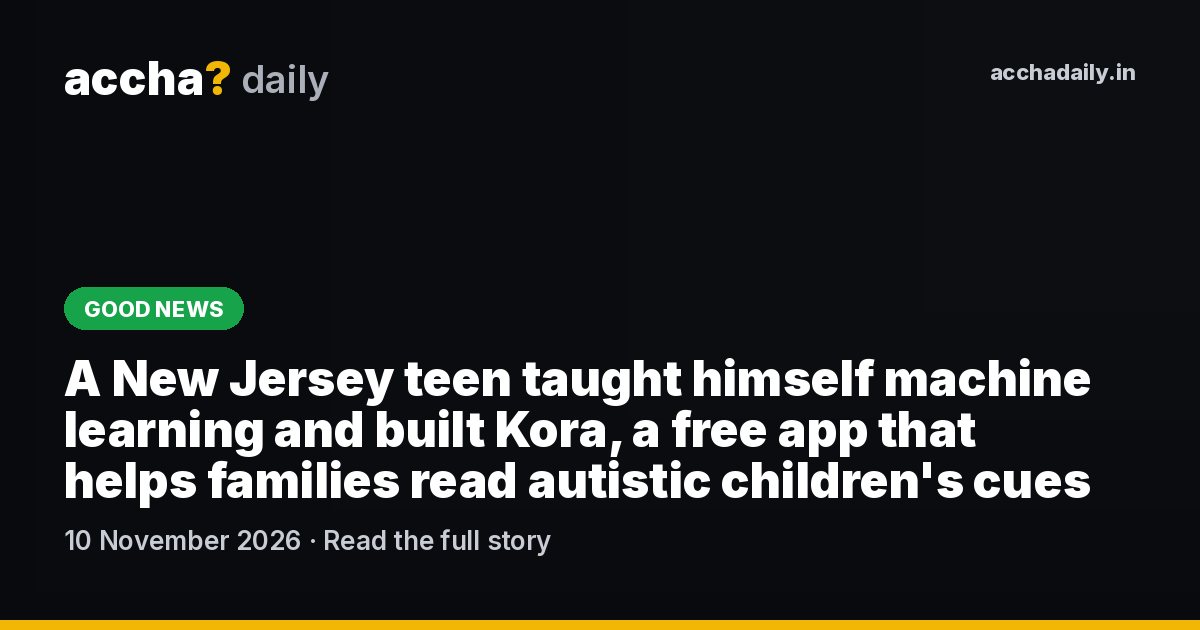 accha? daily
acchadaily.in
GOOD NEWS
A New Jersey teen taught himself machine
learning and built Kora, a free app that
helps families read autistic children's cues
10 November 2026 · Read the full story